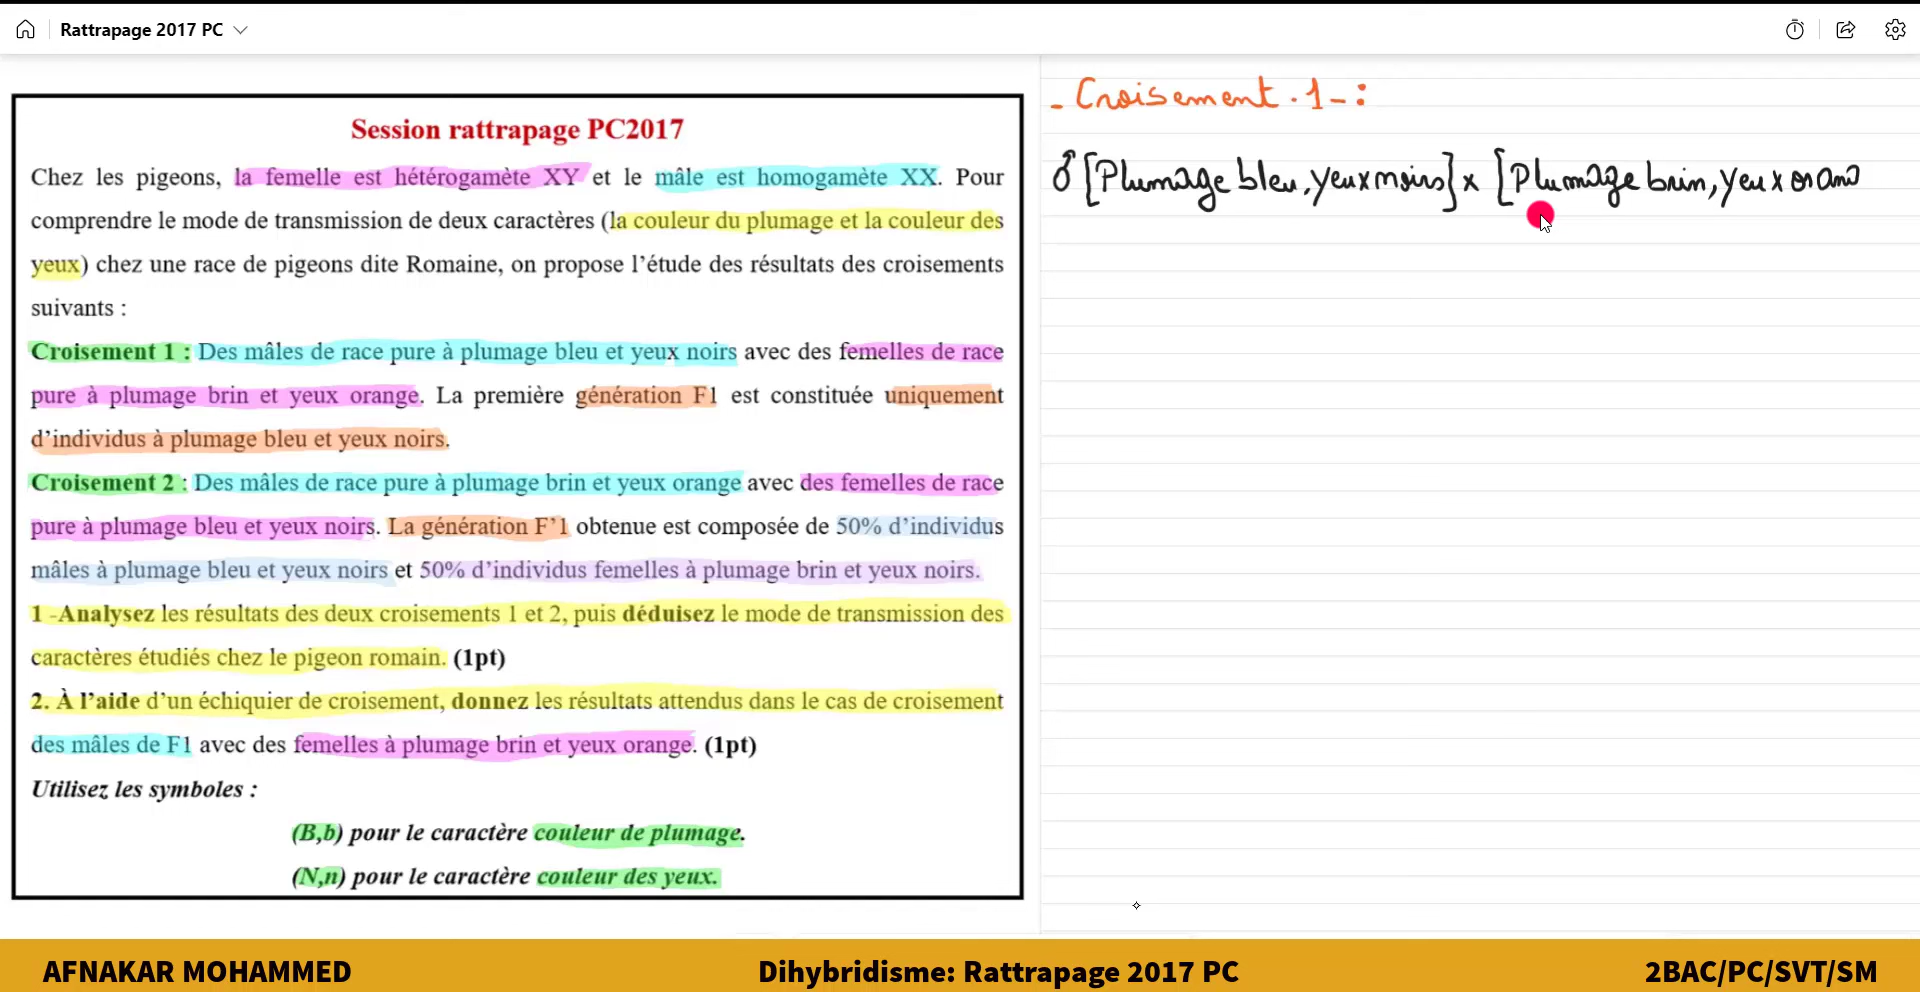 Rattrapage 2017 PC
Session rattrapage PC2017
Chez les pigeons, la femelle est hétérogamète XY et le mâle est homogamète XX. Pour
comprendre le mode de transmission de deux caractères (la couleur du plumage et la couleur des
yeux) chez une race de pigeons dite Romaine, on propose l'étude des résultats des croisements
suivants :
Croisement 1 : Des mâles de race pure à plumage bleu et yeux noirs avec des femelles de race
pure à plumage brin et yeux orange. La première génération F1 est constituée uniquement
d'individus à plumage bleu et yeux noirs.
Croisement 2 : Des mâles de race pure à plumage brin et yeux orange avec des femelles de race
pure à plumage bleu et yeux noirs. La génération F'1 obtenue est composée de 50% d'individus
mâles à plumage bleu et yeux noirs et 50% d'individus femelles à plumage brin et yeux noirs.
1 -Analysez les résultats des deux croisements 1 et 2, puis déduisez le mode de transmission des
caractères étudiés chez le pigeon romain. (1pt)
2. À l'aide d'un échiquier de croisement, donnez les résultats attendus dans le cas de croisement
des mâles de F1 avec des femelles à plumage brin et yeux orange. (1pt)
Utilisez les symboles :
(B,b) pour le caractère couleur de plumage.
(N,n) pour le caractère couleur des yeux.
- Croisement.1-:
♂[Plumage bleu, yeux noirs] x [Plumage brin, yeux oran
AFNAKAR MOHAMMED
Dihybridisme: Rattrapage 2017 PC
2BAC/PC/SVT/SM